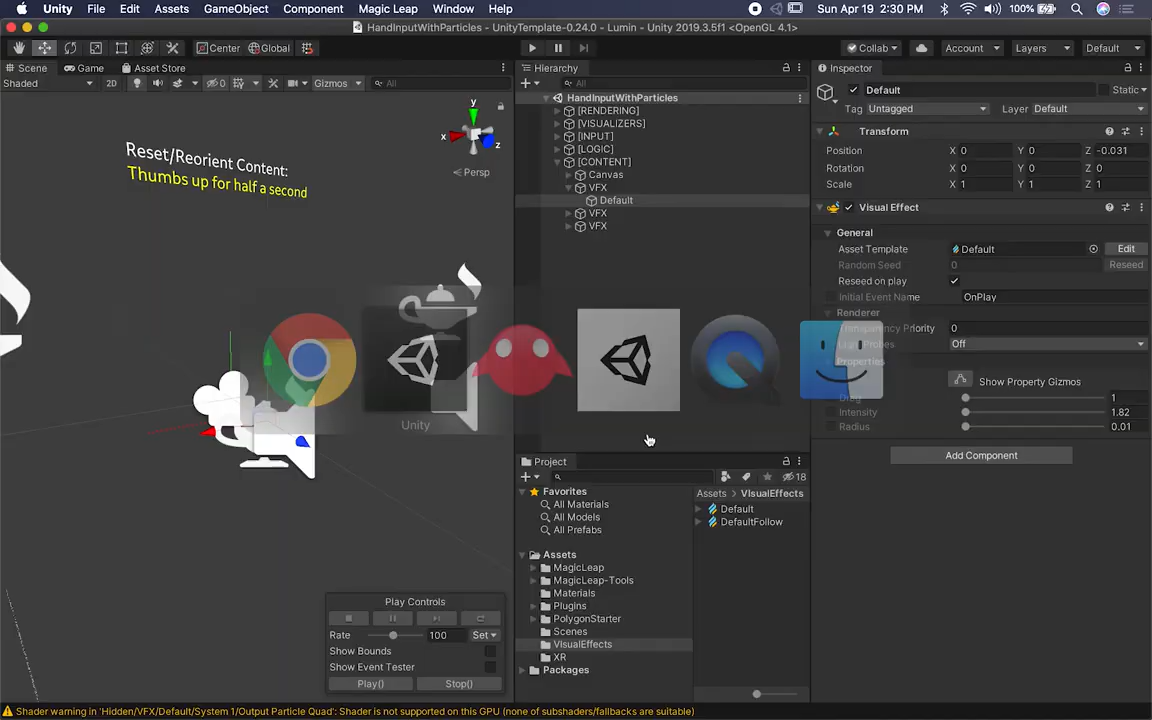 Unity File Edit Assets GameObject Component Magic Leap Window Help 100% Sun Apr 19 2:30 PM
HandInputWithParticles - UnityTemplate-0.24.0 - Lumin - Unity 2019.3.5f1 <OpenGL 4.1>
Center Global Collab Account Layers Default
Scene Game Asset Store
Shaded 2D 0 Gizmos All
y
x
z
Persp
Reset/Reorient Content:
Thumbs up for half a second
Unity
Play Controls
Rate 100 Set
Show Bounds
Show Event Tester
Play() Stop()
Hierarchy
All
HandInputWithParticles
[RENDERING]
[VISUALIZERS]
[INPUT]
[LOGIC]
[CONTENT]
Canvas
VFX
Default
VFX
VFX
Project
18
Favorites
All Materials
All Models
All Prefabs
Assets
MagicLeap
MagicLeap-Tools
Materials
Plugins
PolygonStarter
Scenes
VisualEffects
XR
Packages
Assets > VisualEffects
Default
DefaultFollow
Inspector
Default Static
Tag Untagged Layer Default
Transform
Position X 0 Y 0 Z -0.031
Rotation X 0 Y 0 Z 0
Scale X 1 Y 1 Z 1
Visual Effect
General
Asset Template Default Edit
Random Seed 0 Reseed
Reseed on play
Initial Event Name OnPlay
Renderer
Transparency Priority 0
Light Probes Off
Properties
Show Property Gizmos
Drag 1
Intensity 1.82
Radius 0.01
Add Component
Shader warning in 'Hidden/VFX/Default/System 1/Output Particle Quad': Shader is not supported on this GPU (none of subshaders/fallbacks are suitable)